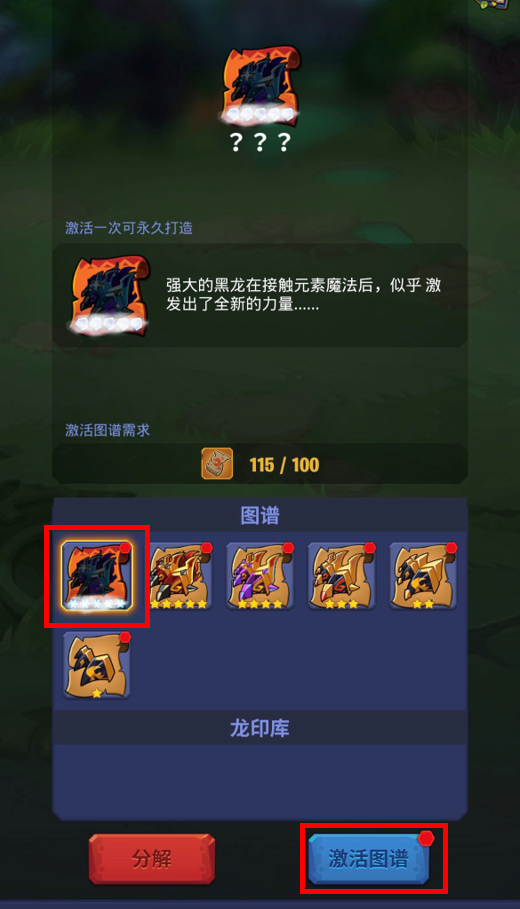 ？？？
激活一次可永久打造
强大的黑龙在接触元素魔法后，似乎 激
发出了全新的力量......
激活图谱需求
115 / 100
图谱
龙印库
分解
激活图谱